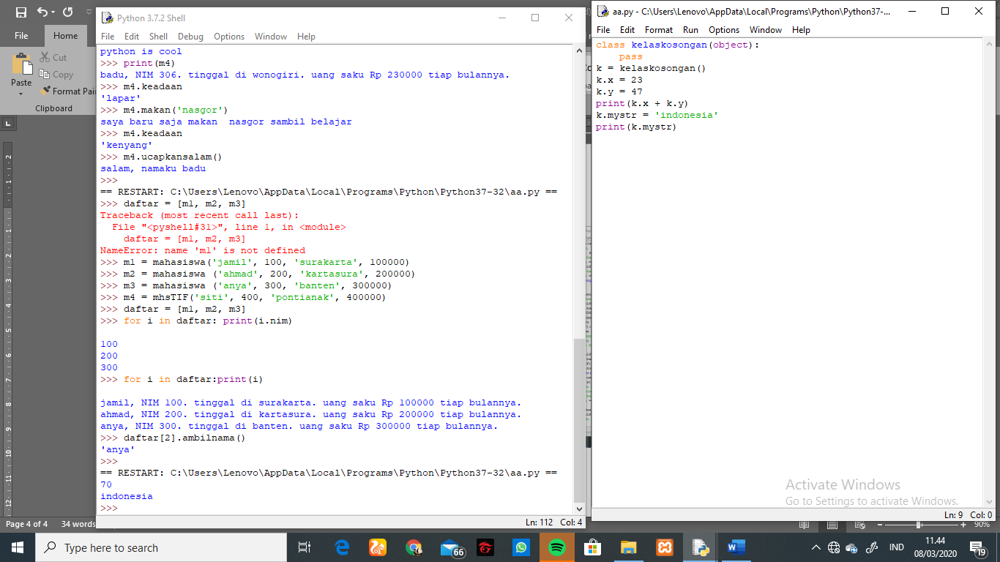 File
Home
Cut
Copy
Paste
Format Pai
Clipboard
Python 3.7.2 Shell
File Edit Shell Debug Options Window Help
python is cool
>>> print(m4)
badu, NIM 306. tinggal di wonogiri. uang saku Rp 230000 tiap bulannya.
>>> m4.keadaan
'lapar'
>>> m4.makan('nasgor')
saya baru saja makan  nasgor sambil belajar
>>> m4.keadaan
'kenyang'
>>> m4.ucapkansalam()
salam, namaku badu
>>>
== RESTART: C:\Users\Lenovo\AppData\Local\Programs\Python\Python37-32\aa.py ==
>>> daftar = [m1, m2, m3]
Traceback (most recent call last):
  File "<pyshell#31>", line 1, in <module>
    daftar = [m1, m2, m3]
NameError: name 'm1' is not defined
>>> m1 = mahasiswa('jamil', 100, 'surakarta', 100000)
>>> m2 = mahasiswa ('ahmad', 200, 'kartasura', 200000)
>>> m3 = mahasiswa ('anya', 300, 'banten', 300000)
>>> m4 = mhsTIF('siti', 400, 'pontianak', 400000)
>>> daftar = [m1, m2, m3]
>>> for i in daftar: print(i.nim)
100
200
300
>>> for i in daftar:print(i)
jamil, NIM 100. tinggal di surakarta. uang saku Rp 100000 tiap bulannya.
ahmad, NIM 200. tinggal di kartasura. uang saku Rp 200000 tiap bulannya.
anya, NIM 300. tinggal di banten. uang saku Rp 300000 tiap bulannya.
>>> daftar[2].ambilnama()
'anya'
>>>
== RESTART: C:\Users\Lenovo\AppData\Local\Programs\Python\Python37-32\aa.py ==
70
indonesia
>>>
Ln: 112 Col: 4
aa.py - C:\Users\Lenovo\AppData\Local\Programs\Python\Python37-...
File Edit Format Run Options Window Help
class kelaskosongan(object):
    pass
k = kelaskosongan()
k.x = 23
k.y = 47
print(k.x + k.y)
k.mystr = 'indonesia'
print(k.mystr)
Activate Windows
Go to Settings to activate Windows.
Ln: 9 Col: 0
Page 4 of 4 34 words
90%
Type here to search
66
IND
11.44
08/03/2020
19